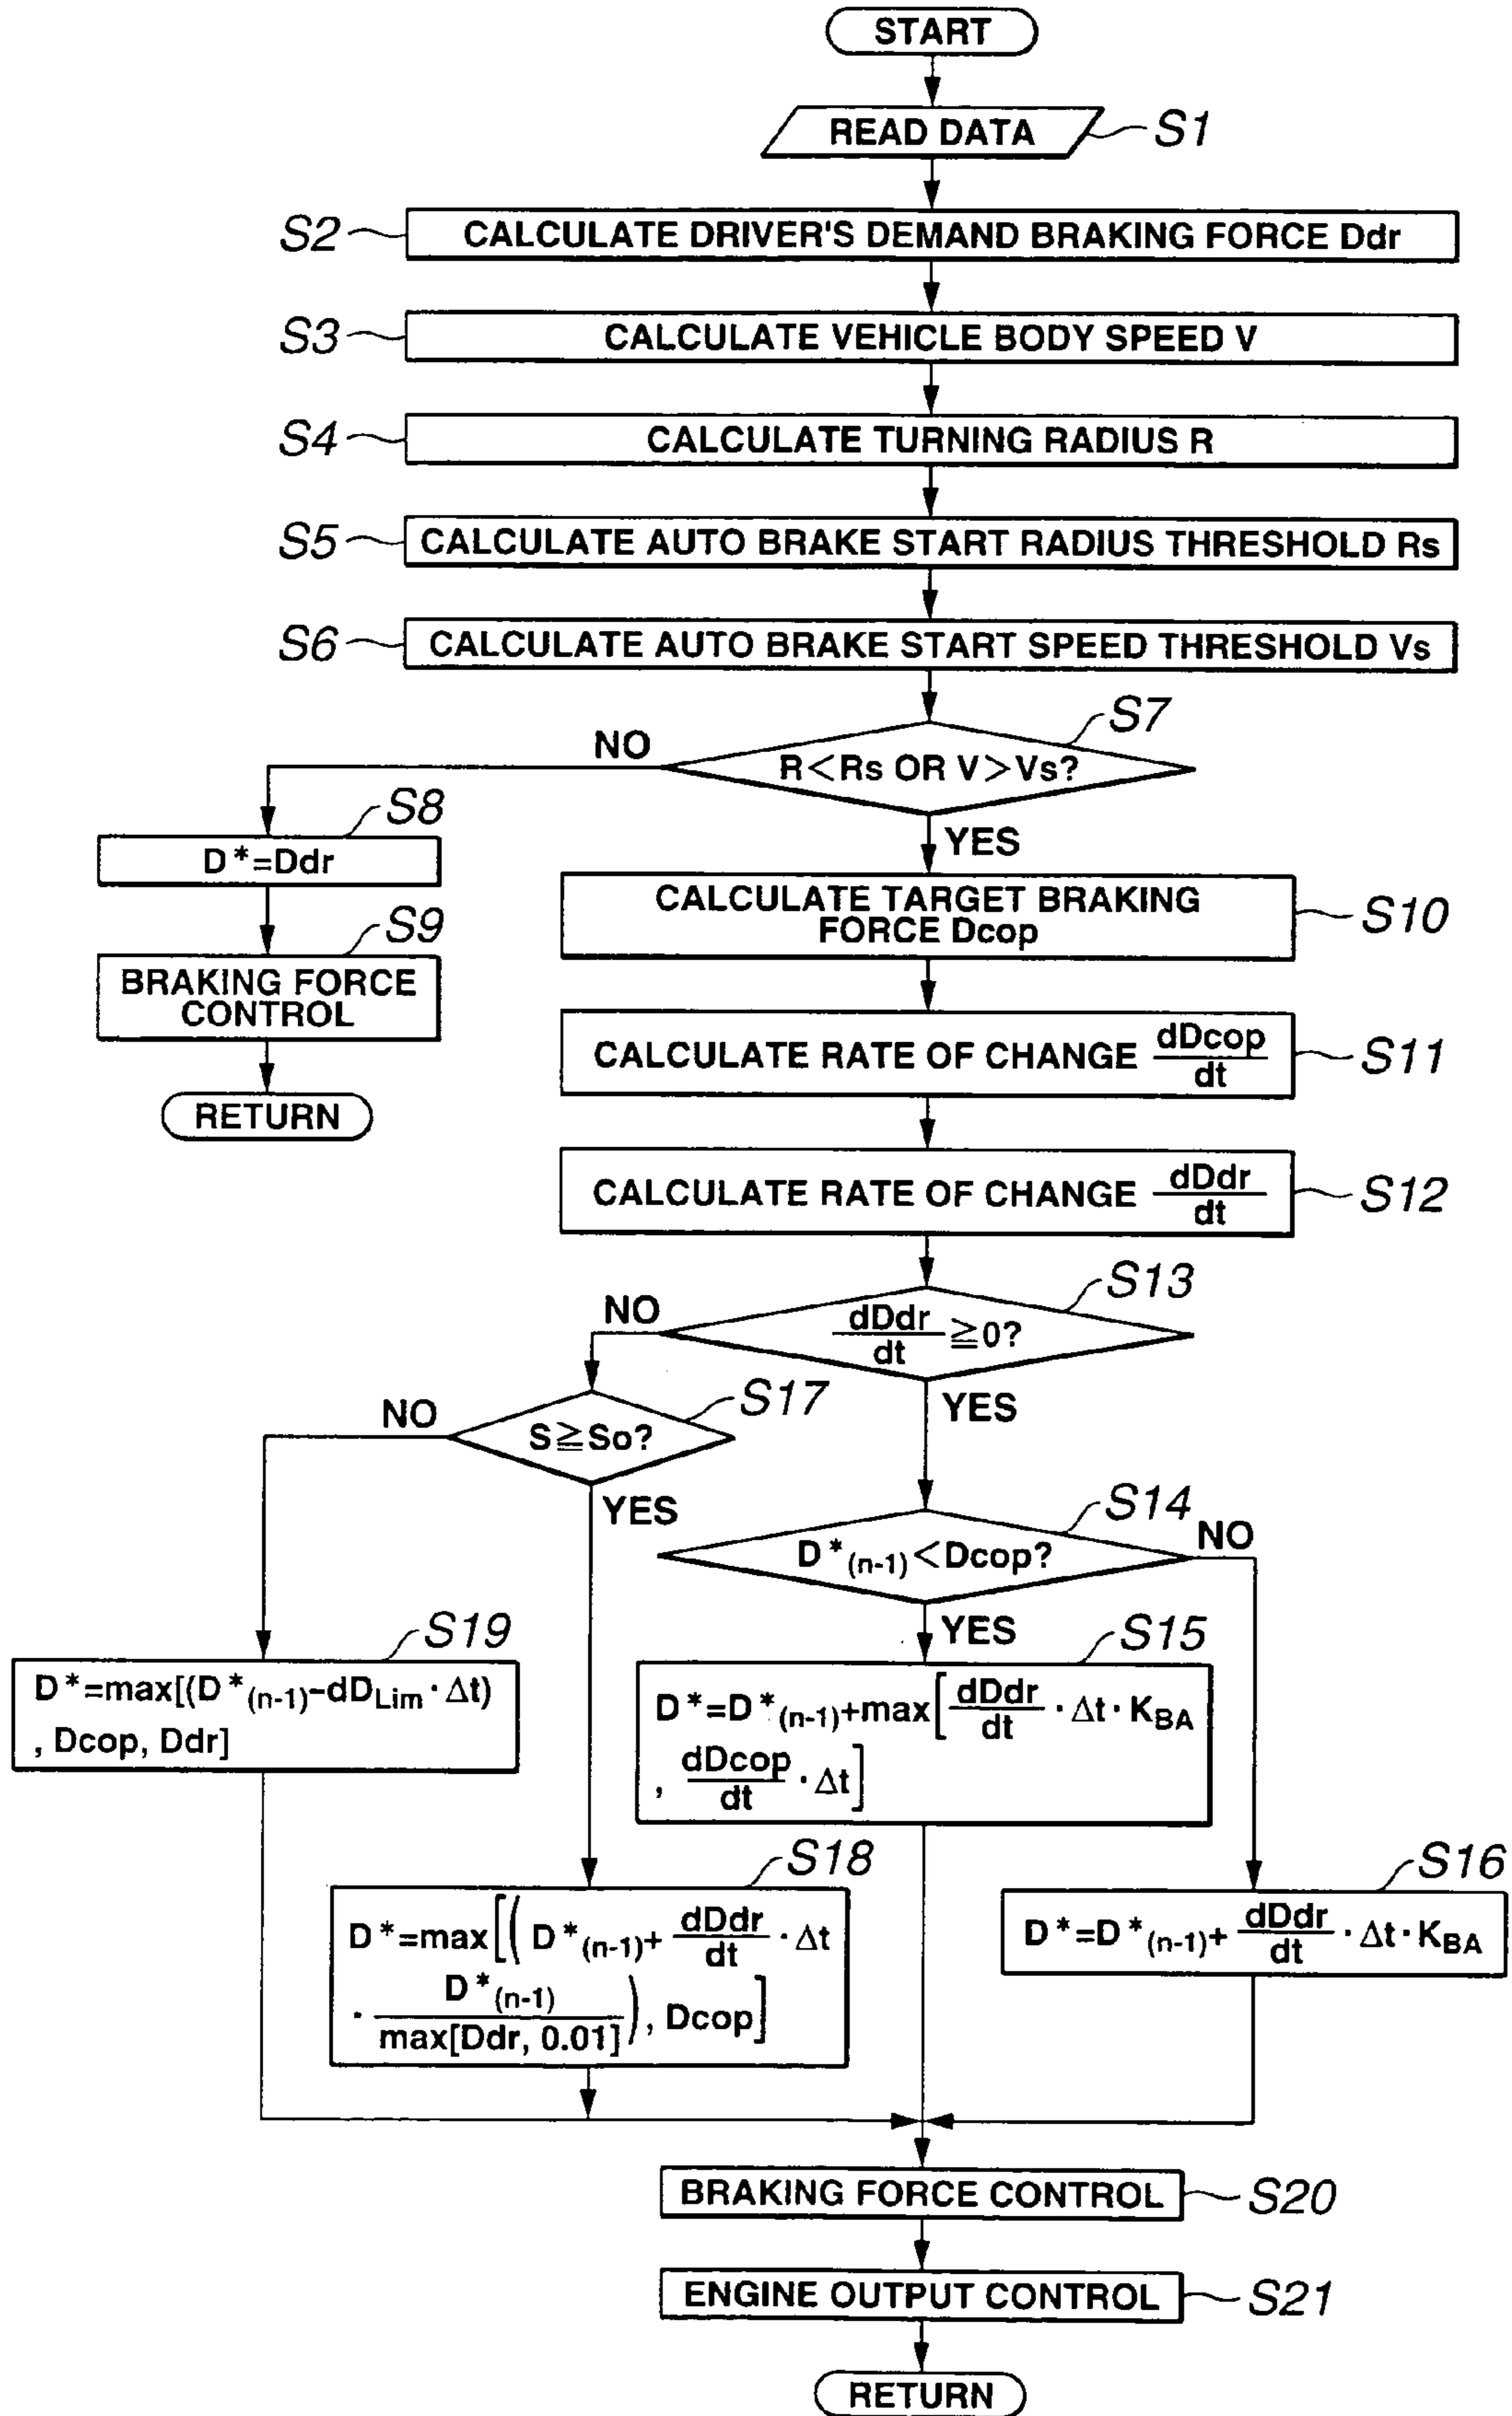 START
READ DATA
S1
S2
CALCULATE DRIVER'S DEMAND BRAKING FORCE Ddr
S3
CALCULATE VEHICLE BODY SPEED V
S4
CALCULATE TURNING RADIUS R
S5
CALCULATE AUTO BRAKE START RADIUS THRESHOLD Rs
S6
CALCULATE AUTO BRAKE START SPEED THRESHOLD Vs
S7
R<Rs OR V>Vs?
NO
YES
S8
D*=Ddr
S9
BRAKING FORCE
CONTROL
RETURN
CALCULATE TARGET BRAKING
FORCE Dcop
S10
CALCULATE RATE OF CHANGE dDcop/dt
S11
CALCULATE RATE OF CHANGE dDdr/dt
S12
S13
dDdr/dt ≧0?
NO
YES
S17
S≧So?
NO
YES
S14
D*(n-1)<Dcop?
NO
YES
S19
D*=max[(D*(n-1)-dDLim·Δt)
, Dcop, Ddr]
S15
D*=D*(n-1)+max[dDdr/dt·Δt·KBA
, dDcop/dt·Δt]
S18
D*=max[(D*(n-1)+dDdr/dt·Δt
·D*(n-1)/max[Ddr, 0.01]), Dcop]
S16
D*=D*(n-1)+dDdr/dt·Δt·KBA
BRAKING FORCE CONTROL
S20
ENGINE OUTPUT CONTROL
S21
RETURN